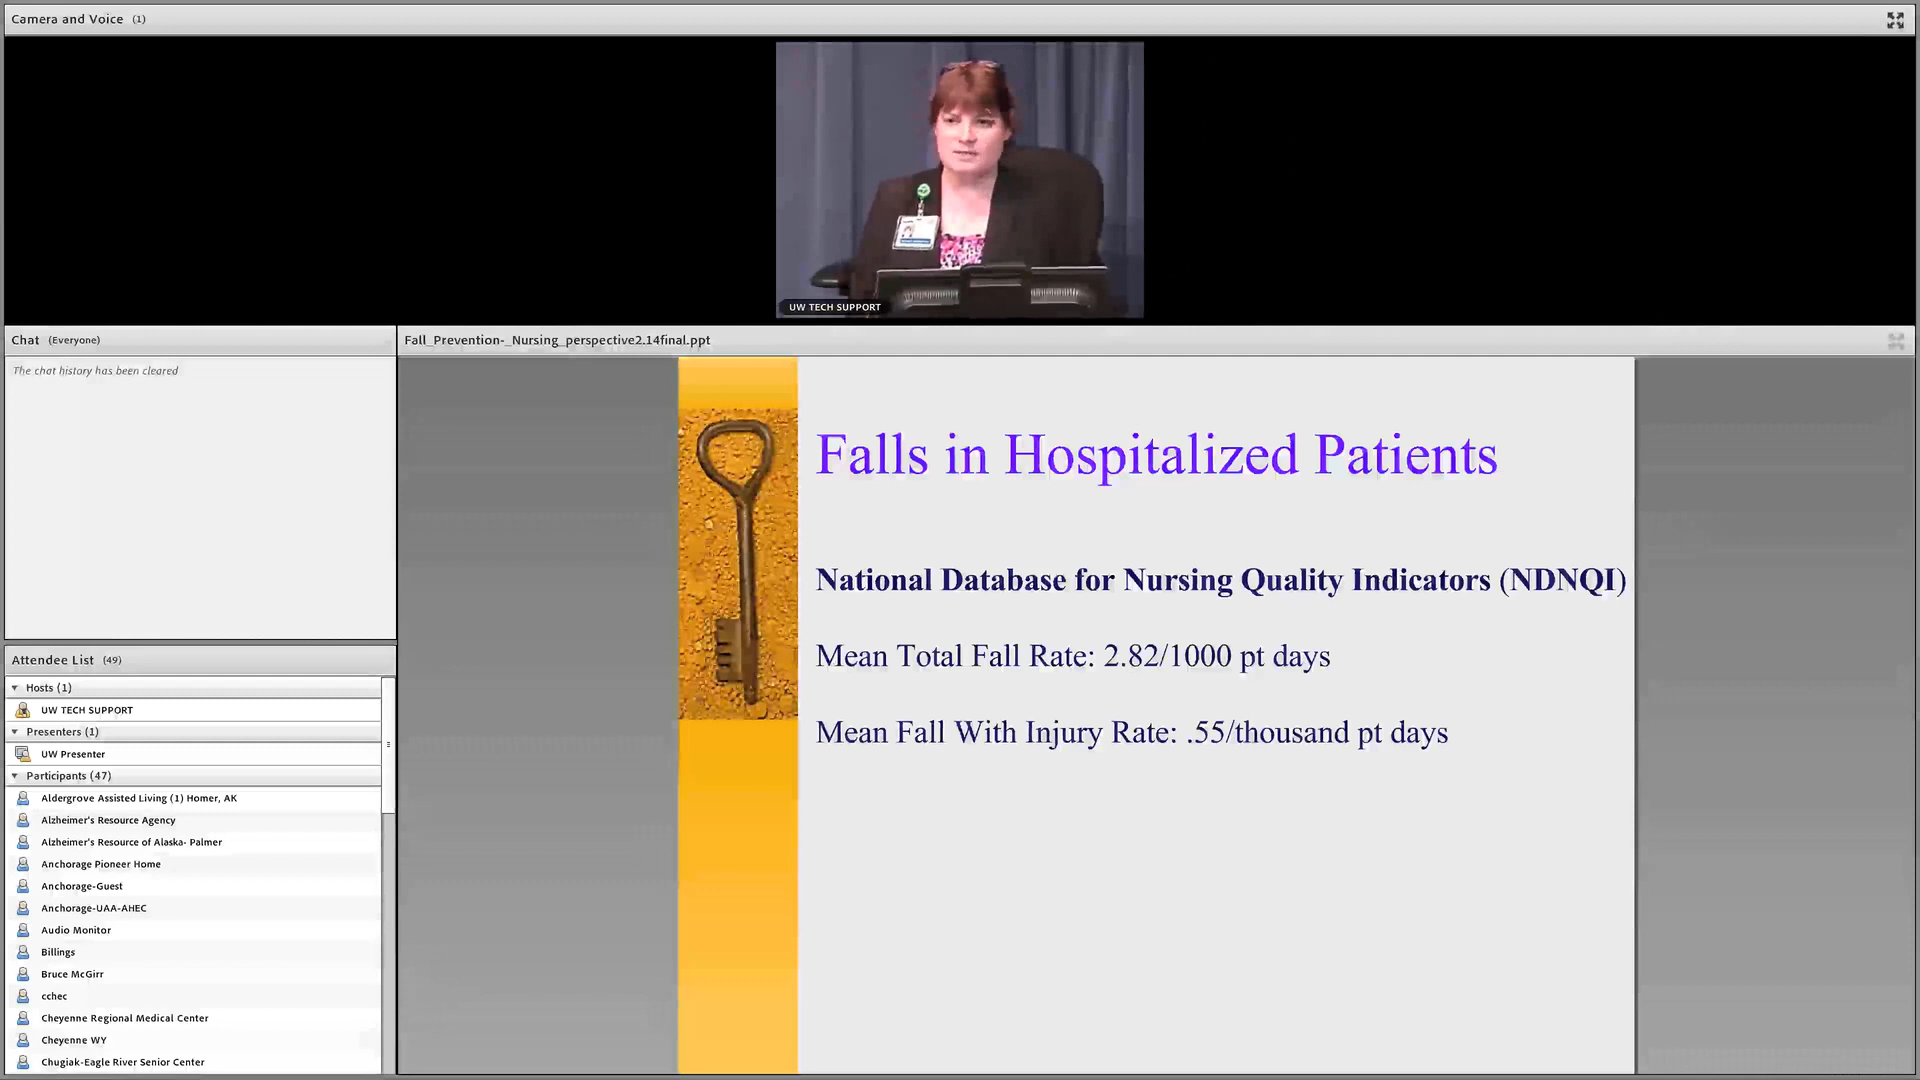 Camera and Voice (1)
UW TECH SUPPORT
Chat (Everyone)
The chat history has been cleared
Attendee List (49)
Hosts (1)
UW TECH SUPPORT
Presenters (1)
UW Presenter
Participants (47)
Aldergrove Assisted Living (1) Homer, AK
Alzheimer's Resource Agency
Alzheimer's Resource of Alaska- Palmer
Anchorage Pioneer Home
Anchorage-Guest
Anchorage-UAA-AHEC
Audio Monitor
Billings
Bruce McGirr
cchec
Cheyenne Regional Medical Center
Cheyenne WY
Chugiak-Eagle River Senior Center
Fall_Prevention-_Nursing_perspective2.14final.ppt
Falls in Hospitalized Patients
National Database for Nursing Quality Indicators (NDNQI)
Mean Total Fall Rate: 2.82/1000 pt days
Mean Fall With Injury Rate: .55/thousand pt days